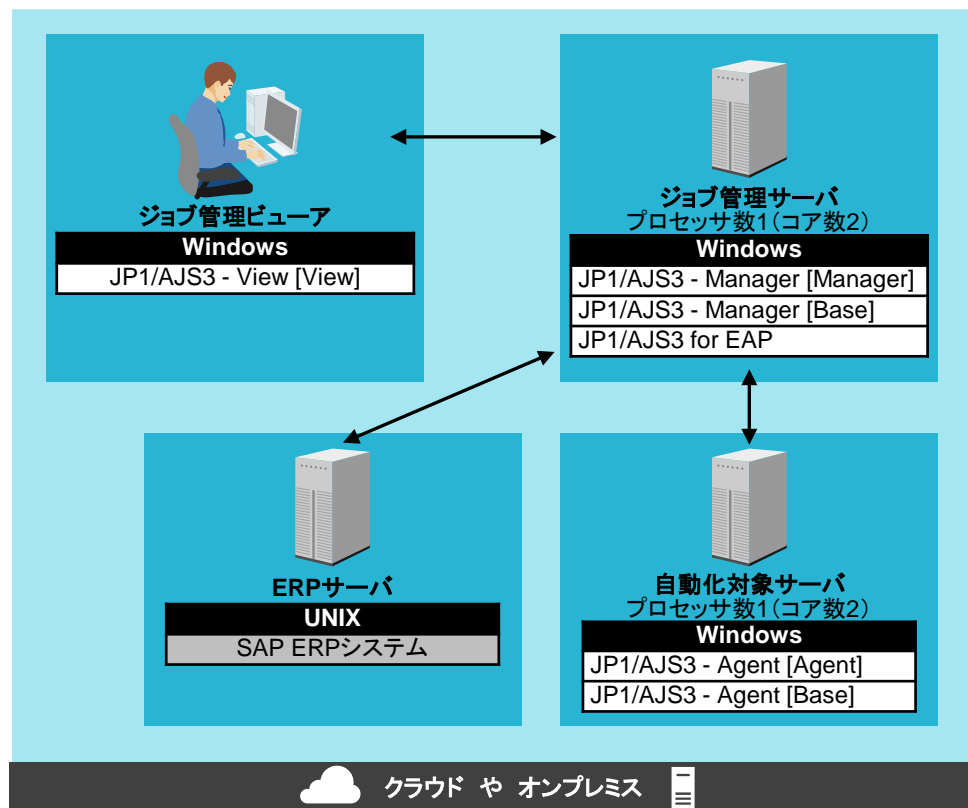 ジョブ管理ビューア
Windows
JP1/AJS3 - View [View]
ジョブ管理サーバ
プロセッサ数1(コア数2)
Windows
JP1/AJS3 - Manager [Manager]
JP1/AJS3 - Manager [Base]
JP1/AJS3 for EAP
ERPサーバ
UNIX
SAP ERPシステム
自動化対象サーバ
プロセッサ数1(コア数2)
Windows
JP1/AJS3 - Agent [Agent]
JP1/AJS3 - Agent [Base]
クラウド や オンプレミス